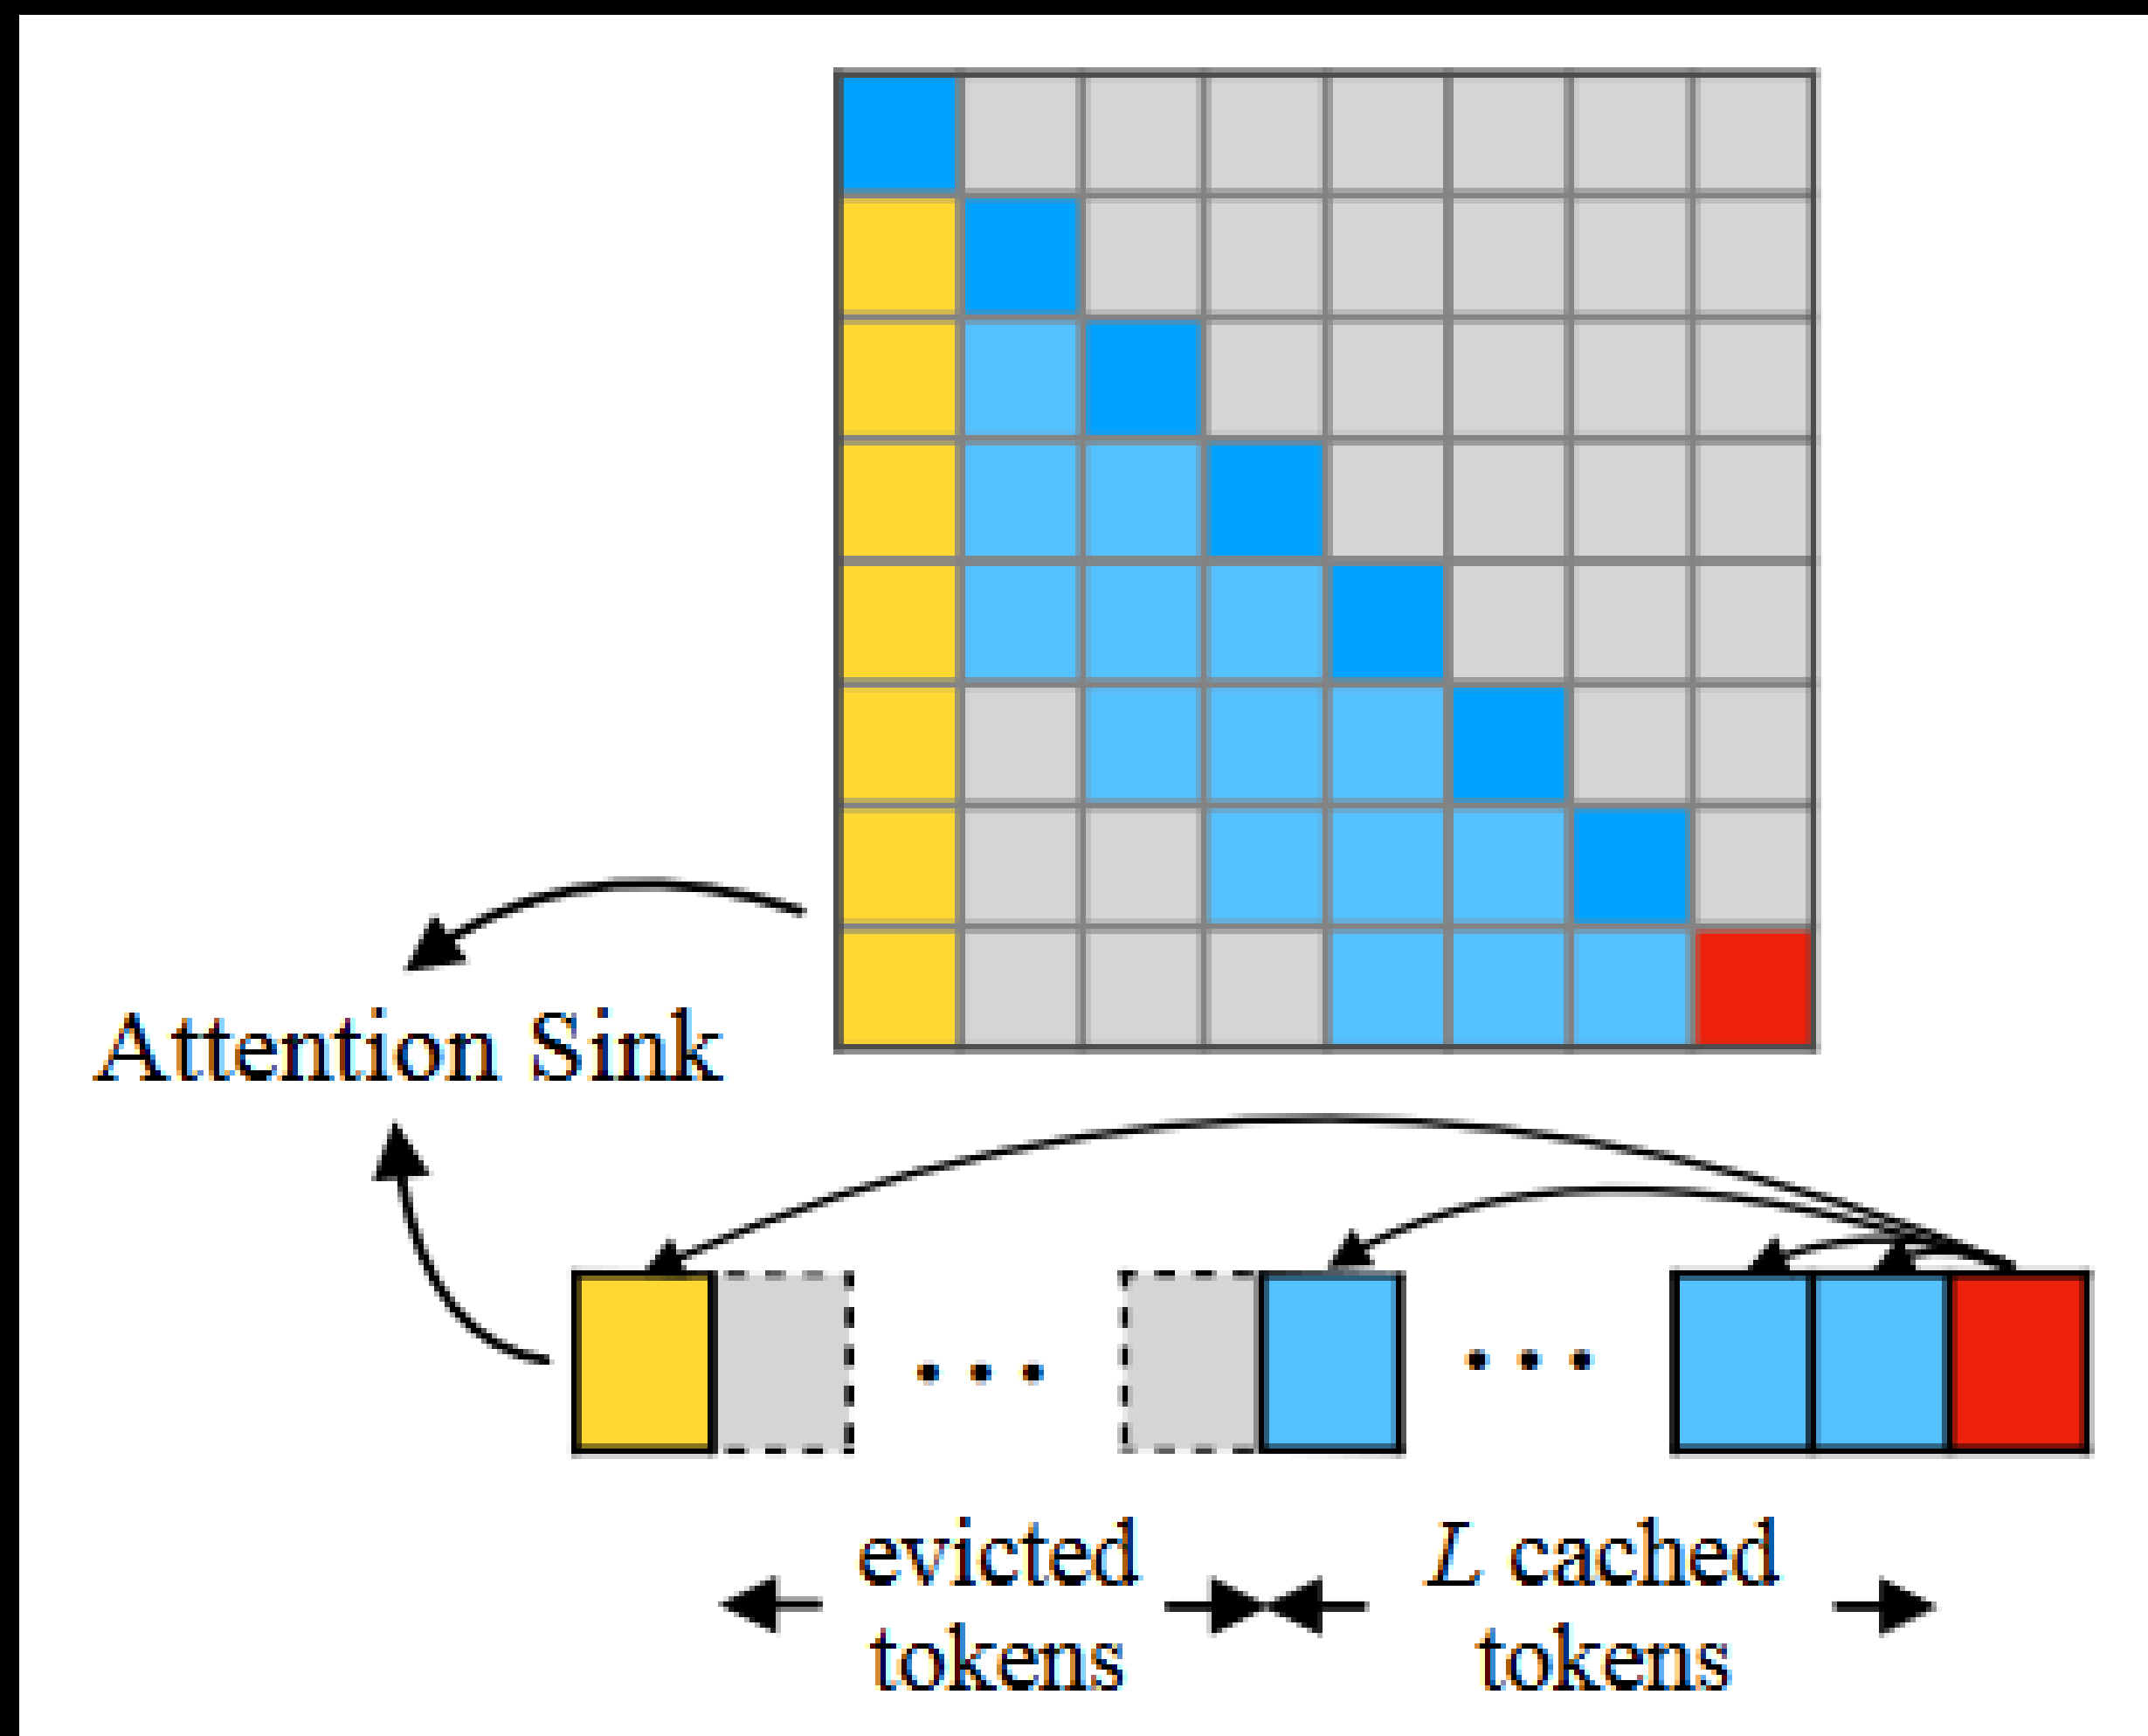 Attention Sink
evicted
tokens
L cached
tokens